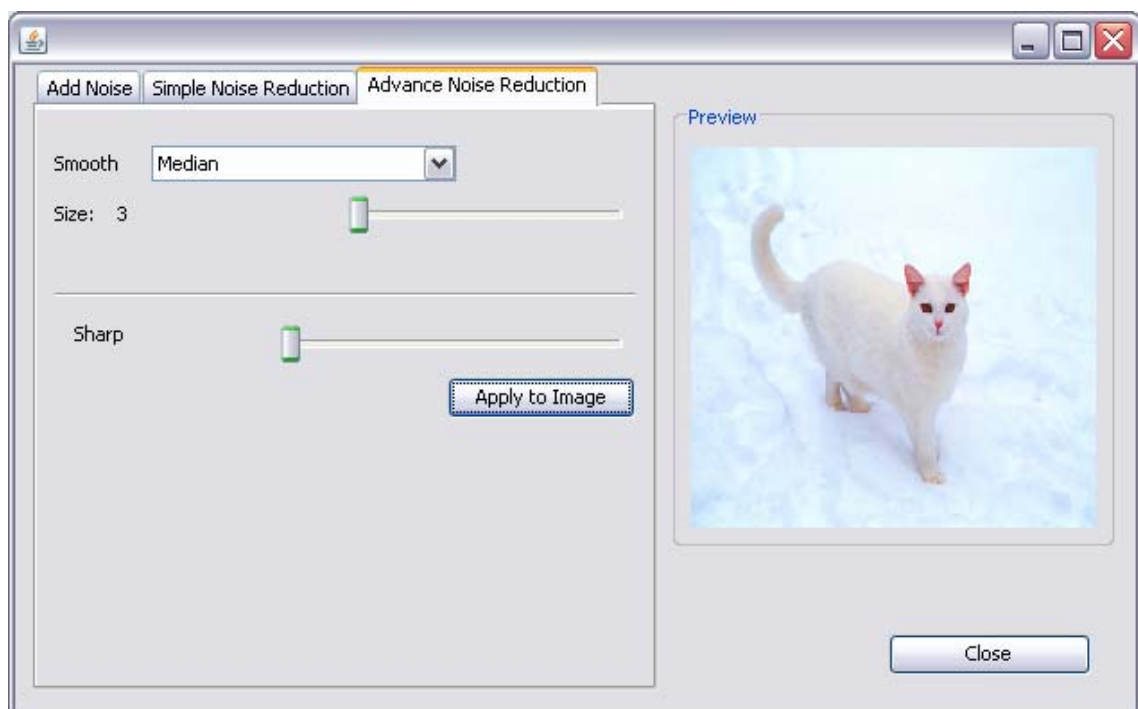 Add Noise Simple Noise Reduction Advance Noise Reduction
Preview
Smooth Median
Size: 3
Sharp
Apply to Image
Close